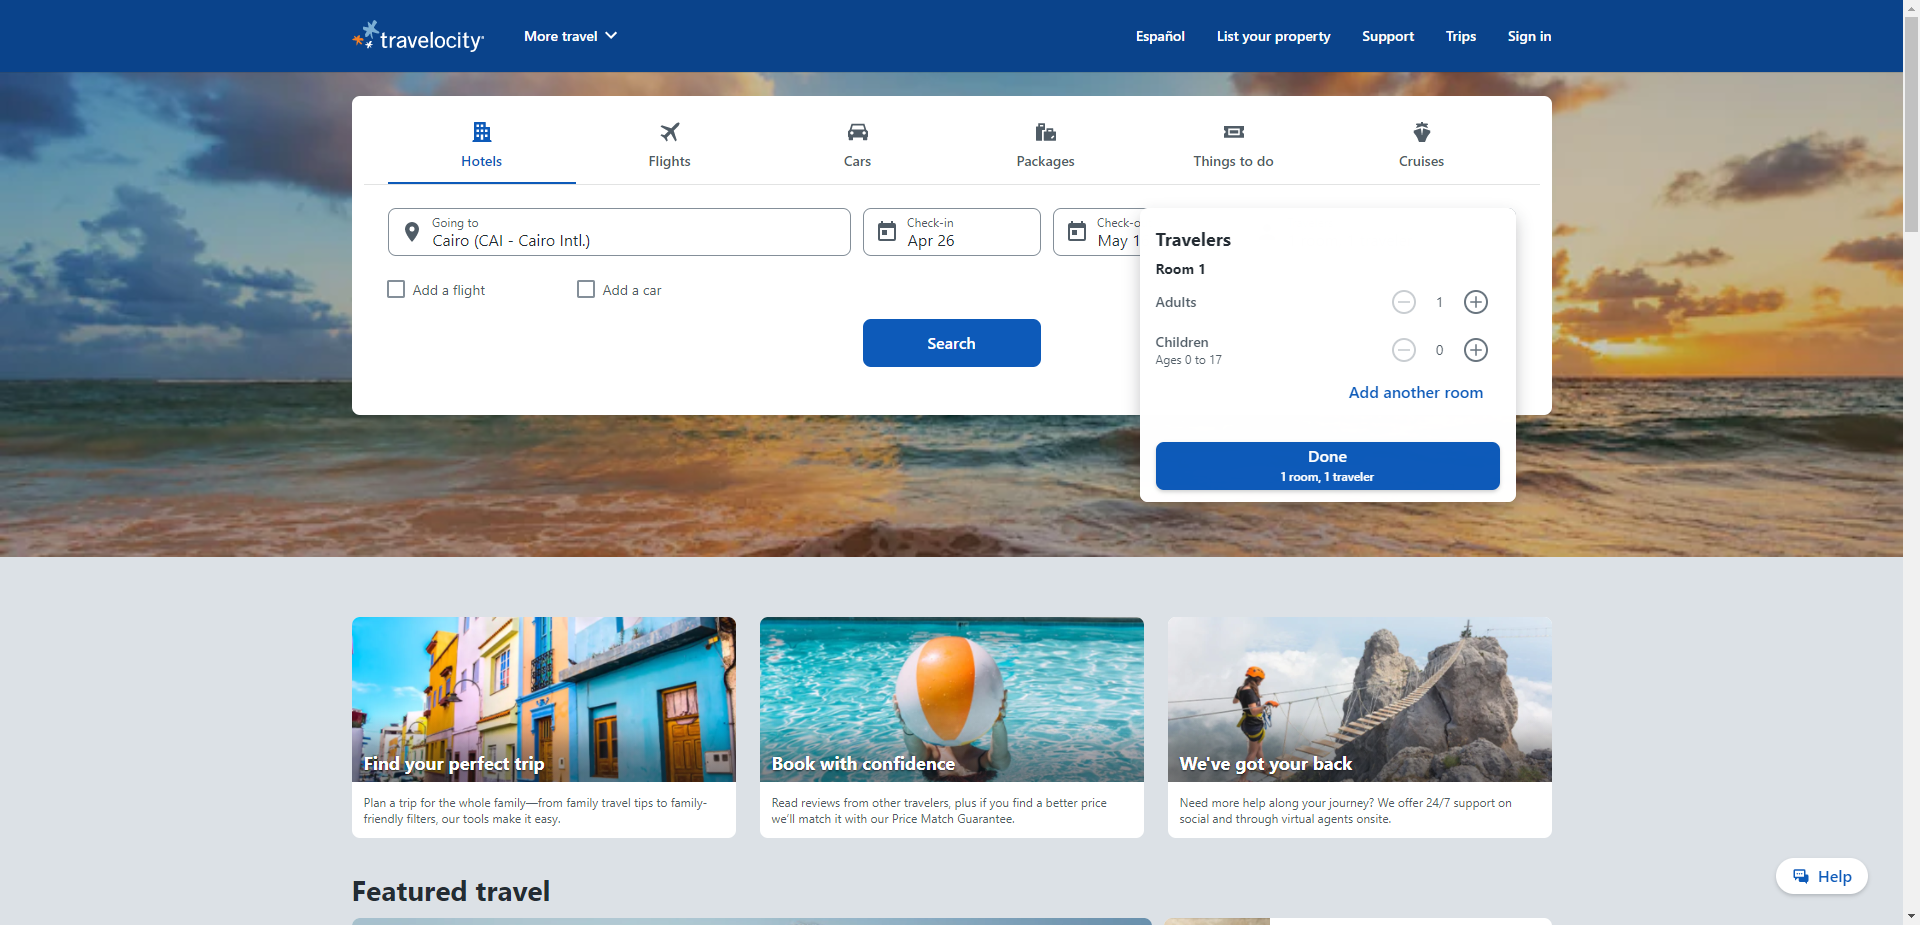 travelocity
More travel
Español
List your property
Support
Trips
Sign in
Hotels
Flights
Cars
Packages
Things to do
Cruises
Going to
Cairo (CAI - Cairo Intl.)
Check-in
Apr 26
Check-o
May 1
Travelers
Room 1
Adults
1
Children
0
Ages 0 to 17
Add another room
Done
1 room, 1 traveler
Add a flight
Add a car
Search
Find your perfect trip
Plan a trip for the whole family—from family travel tips to family-
friendly filters, our tools make it easy.
Book with confidence
Read reviews from other travelers, plus if you find a better price
we'll match it with our Price Match Guarantee.
We've got your back
Need more help along your journey? We offer 24/7 support on
social and through virtual agents onsite.
Featured travel
Help